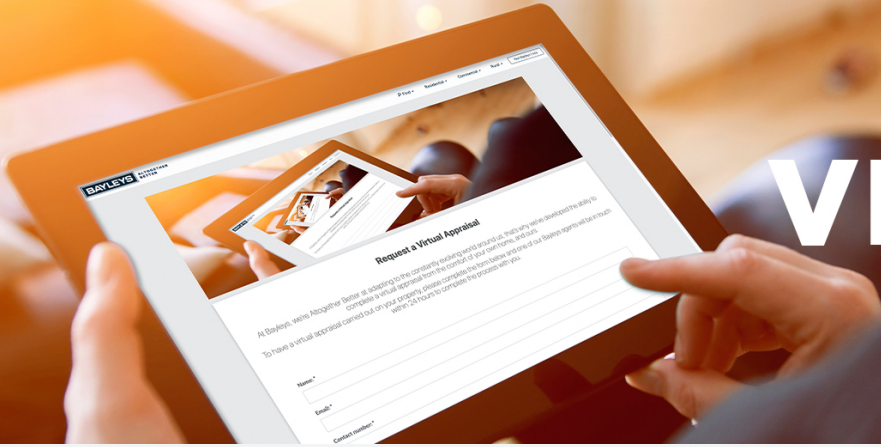 Find
Residential
Commercial
Rural
BAYLEYS ALTOGETHER
BETTER
Request a Virtual Appraisal
At Bayleys, we're Altogether Better at adapting to the constantly evolving world around us, that's why we've developed the ability to
complete a virtual appraisal from the comfort of your own home, and ours.
To have a virtual appraisal carried out on your property, please complete the form below and one of our Bayleys agents will be in touch
within 24 hours to complete the process with you.
Name: *
Email: *
Contact number: *